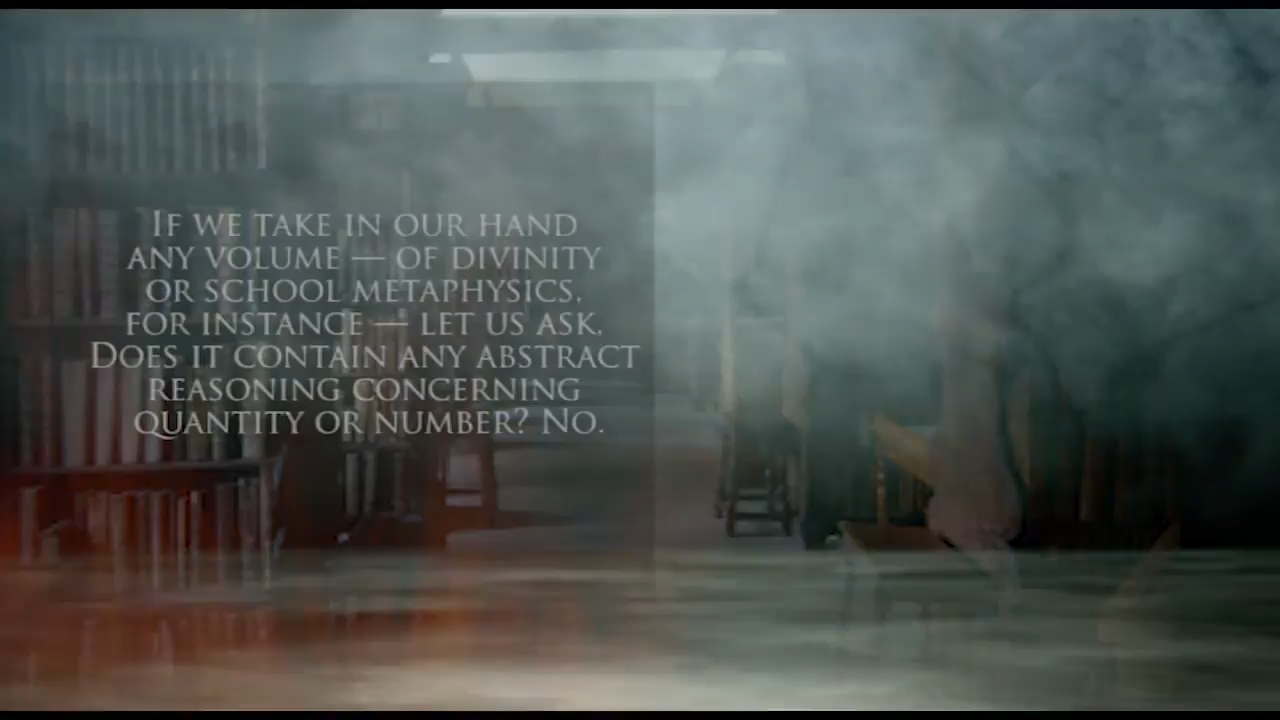 If we take in our hand
any volume — of divinity
or school metaphysics,
for instance — let us ask,
Does it contain any abstract
reasoning concerning
quantity or number? No.